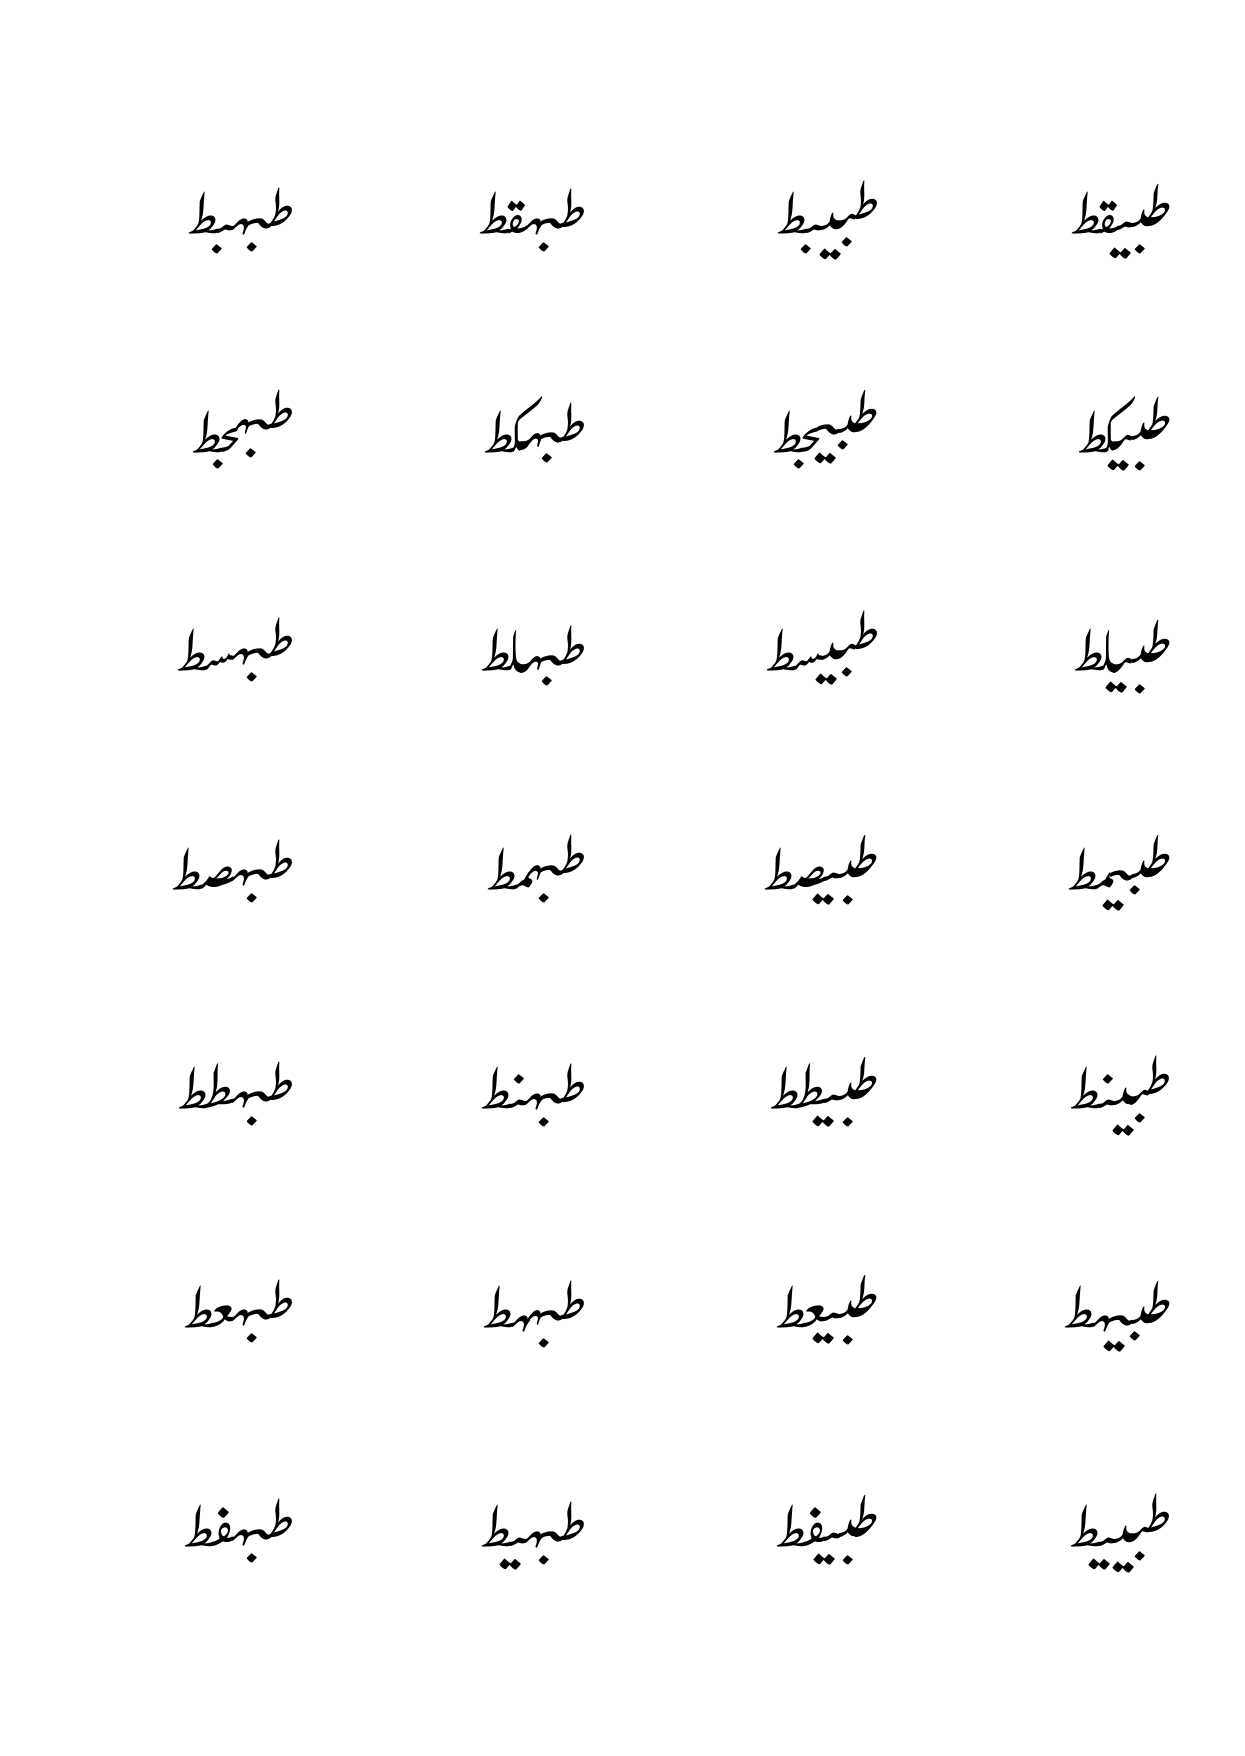 طبيقط طبيبط طبهقط طبهبط
طبيكط طبيجط طبهكط طبهجط
طبيلط طبيسط طبهلط طبهسط
طبيمط طبيصط طبهمط طبهصط
طبينط طبيطط طبهنط طبهطط
طبيهط طبيعط طبههط طبهعط
طبييط طبيفط طبهيط طبهفط